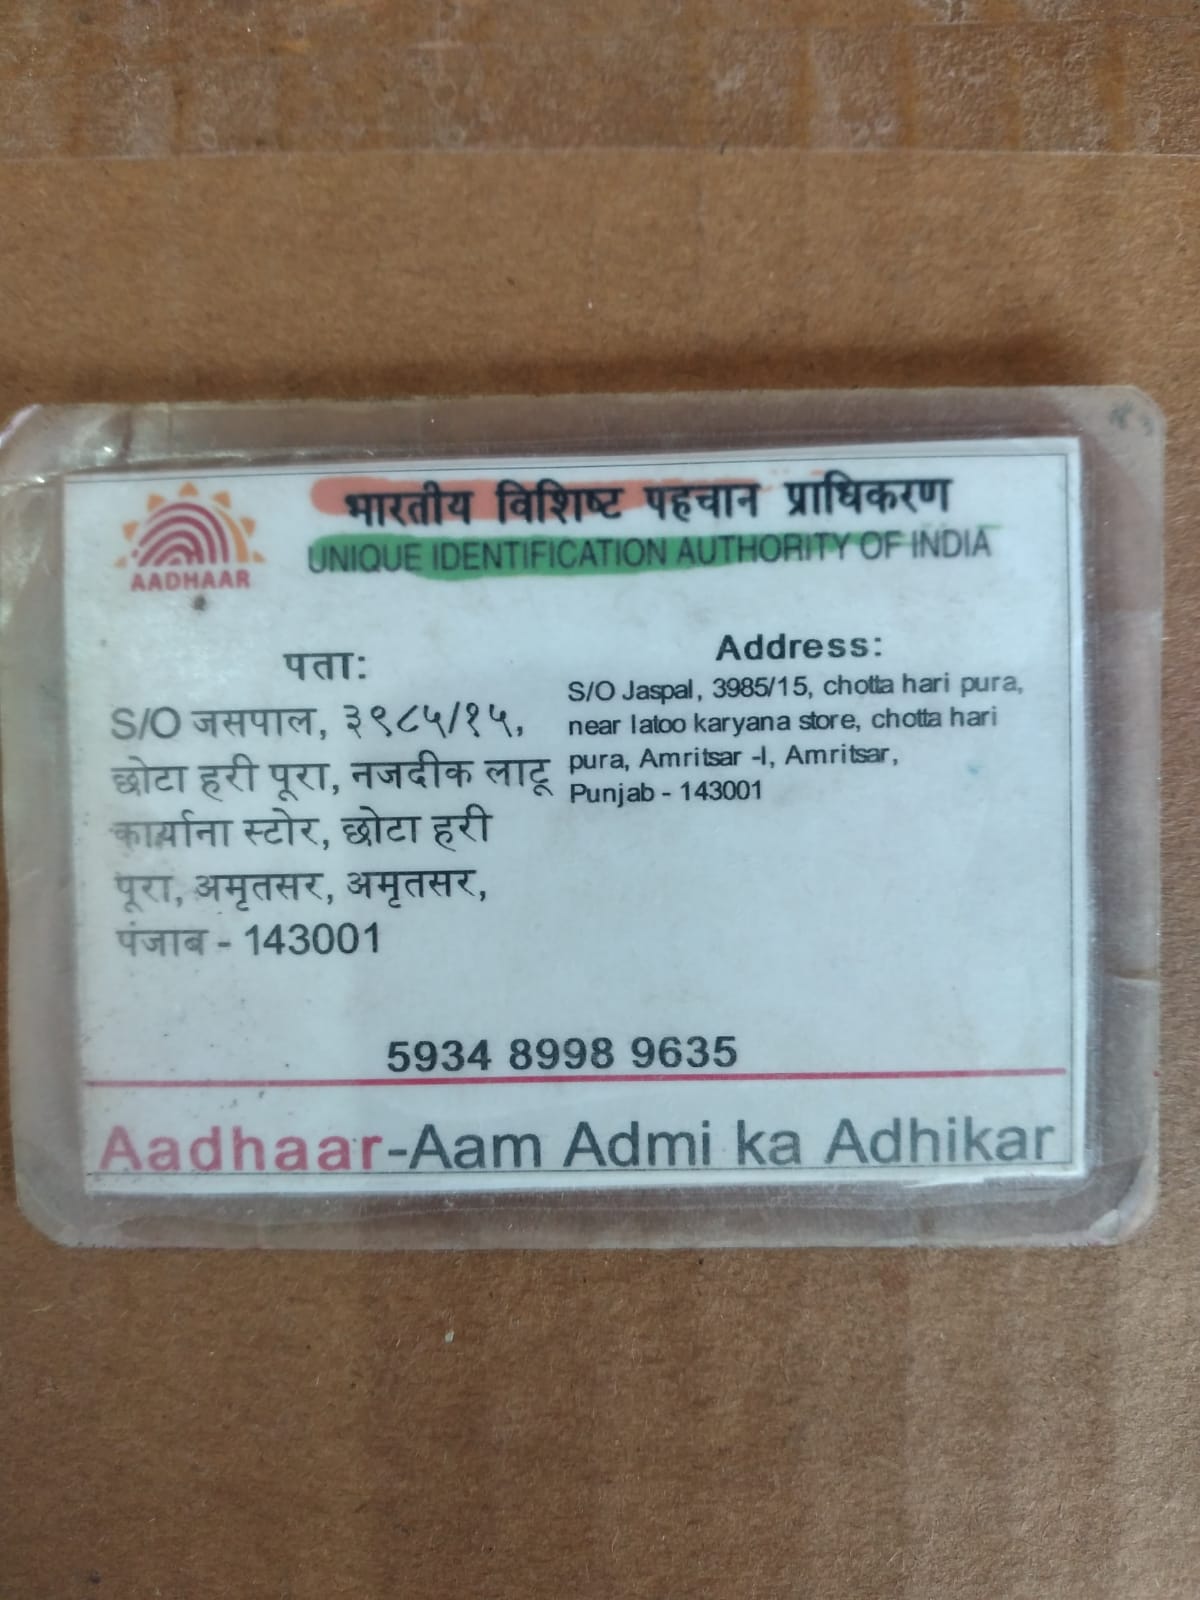 भारतीय विशिष्ट पहचान प्राधिकरण
UNIQUE IDENTIFICATION AUTHORITY OF INDIA
AADHAAR
पता:
S/O जसपाल, ३९८५/१५,
छोटा हरी पूरा, नजदीक लाटू
कार्याना स्टोर, छोटा हरी
पूरा, अमृतसर, अमृतसर,
पंजाब - 143001
Address:
S/O Jaspal, 3985/15, chotta hari pura,
near latoo karyana store, chotta hari
pura, Amritsar -I, Amritsar,
Punjab - 143001
5934 8998 9635
Aadhaar-Aam Admi ka Adhikar